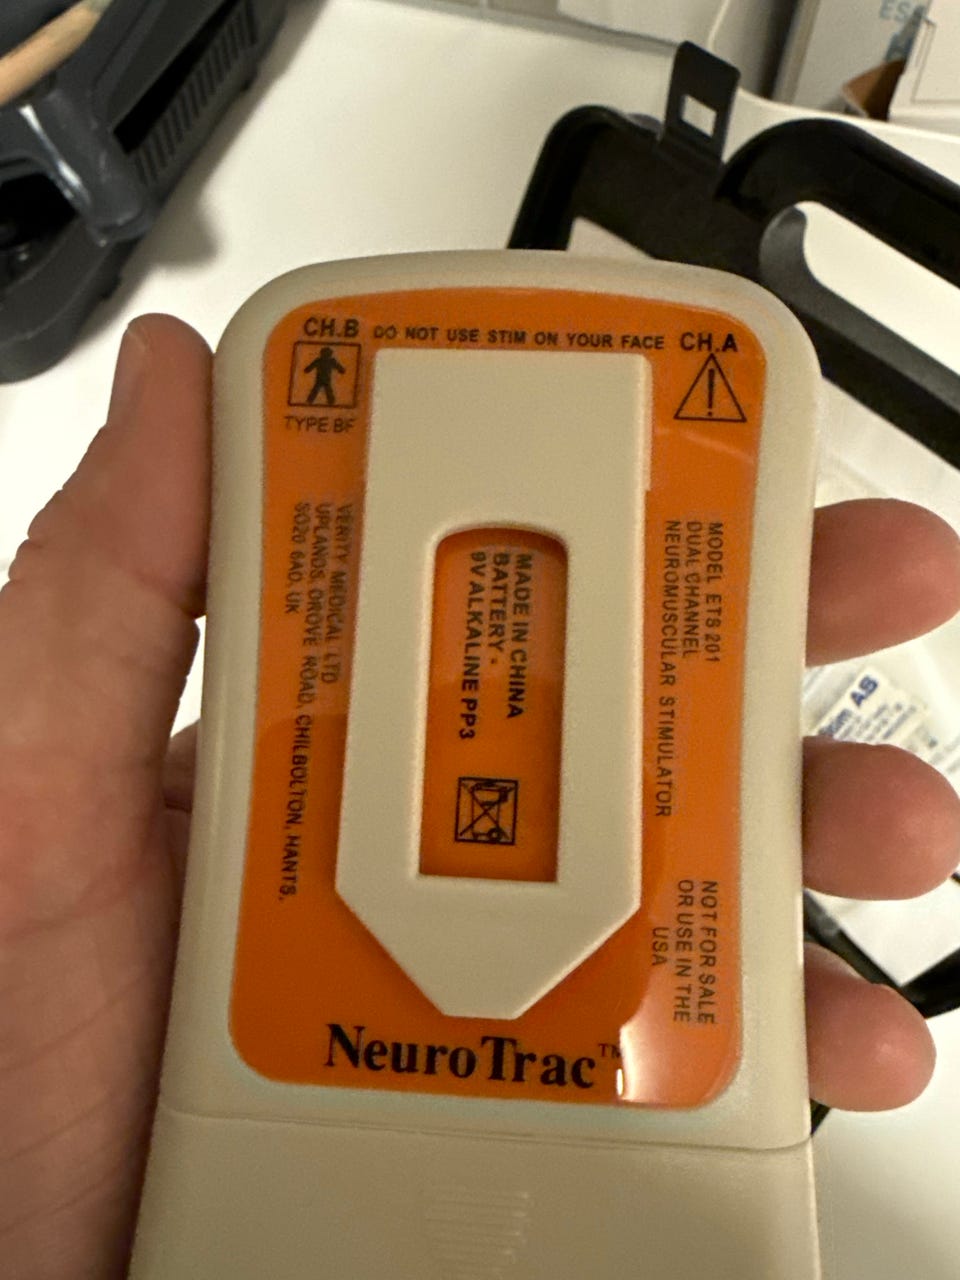 CH.B
DO NOT USE STIM ON YOUR FACE
CH.A
TYPE BF
VERITY MEDICAL LTD
UPLANDS, GROVE ROAD, CHILBOLTON, HANTS.
SO20 6AD, UK
MADE IN CHINA
BATTERY -
9V ALKALINE PP3
MODEL ETS 201
DUAL CHANNEL
NEUROMUSCULAR STIMULATOR
NOT FOR SALE
OR USE IN THE
USA
NeuroTrac™
AB